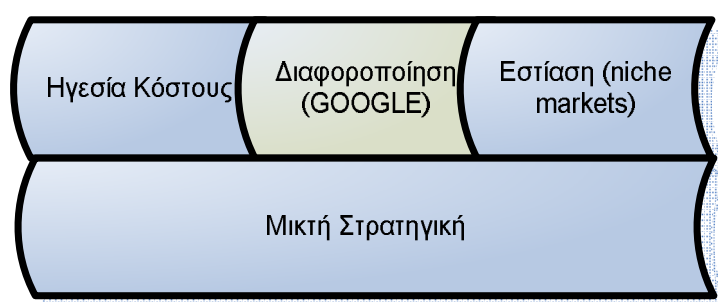 Ηγεσία Κόστους
Διαφοροποίηση
(GOOGLE)
Εστίαση (niche
markets)
Μικτή Στρατηγική